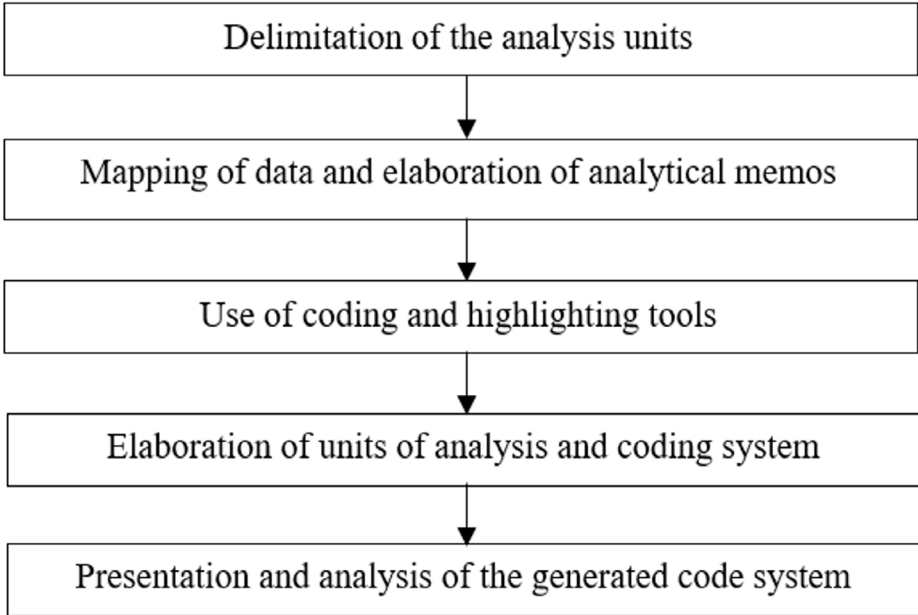 Delimitation of the analysis units
Mapping of data and elaboration of analytical memos
Use of coding and highlighting tools
Elaboration of units of analysis and coding system
Presentation and analysis of the generated code system